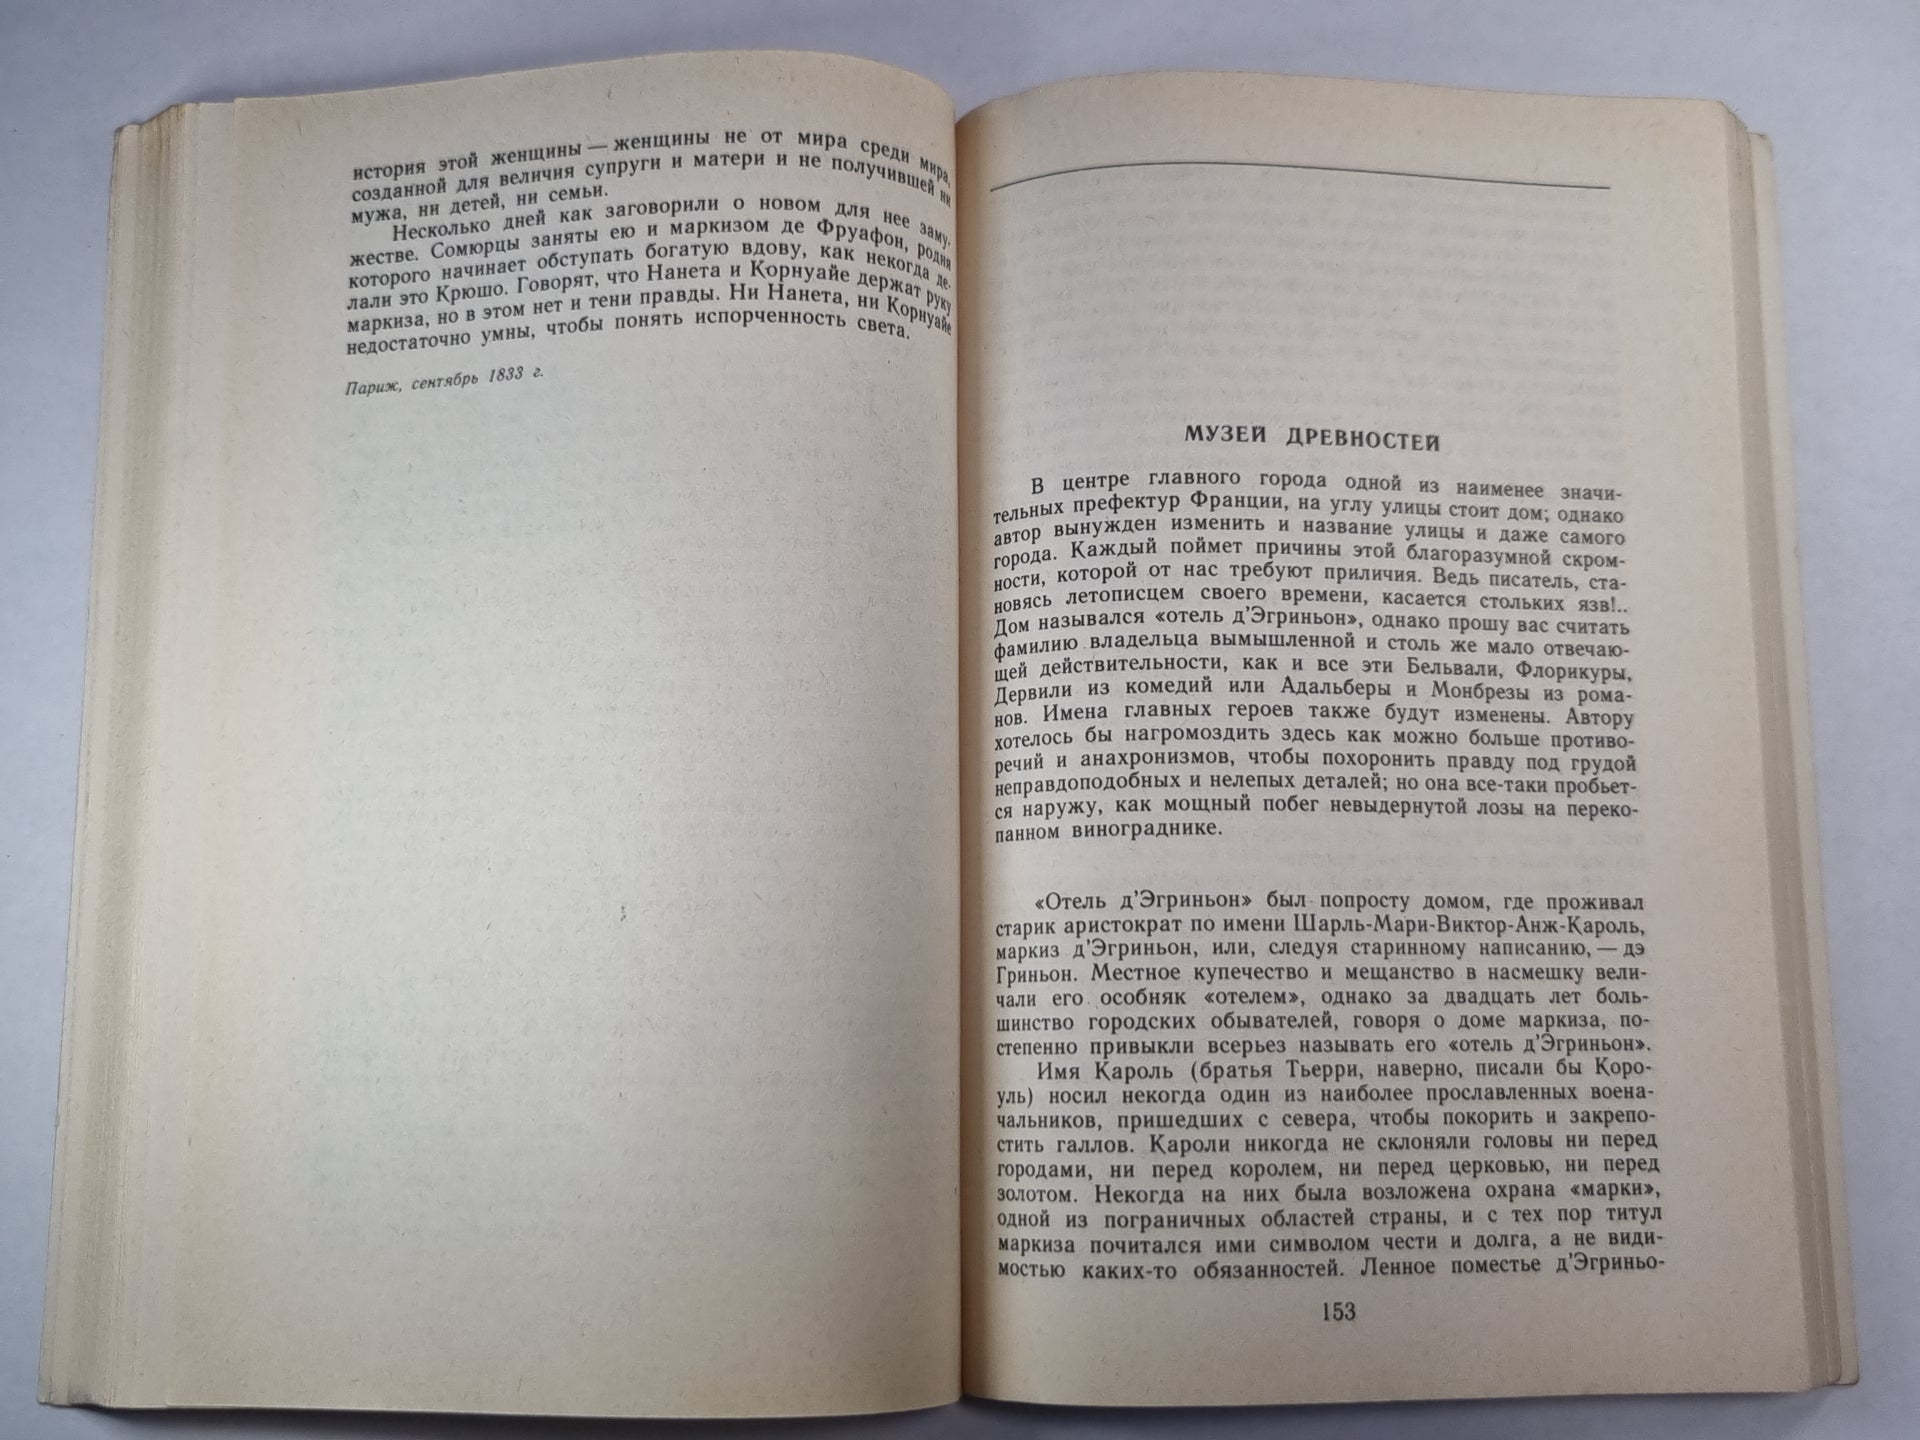 история этой женщины — женщины не от мира среди мира,
созданной для величия супруги и матери и не получившей ни
мужа, ни детей, ни семьи.
Несколько дней как заговорили о новом для нее заму-
жестве. Сомюрцы заняты ею и маркизом де Фруафон, родня
которого начинает обступать богатую вдову, как некогда де-
лали это Крюшо. Говорят, что Нанета и Корнуайе держат руку
маркиза, но в этом нет и тени правды. Ни Нанета, ни Корнуайе
недостаточно умны, чтобы понять испорченность света.
Париж, сентябрь 1833 г.
МУЗЕЙ ДРЕВНОСТЕЙ
В центре главного города одной из наименее значи-
тельных префектур Франции, на углу улицы стоит дом; однако
автор вынужден изменить и название улицы и даже самого
города. Каждый поймет причины этой благоразумной скром-
ности, которой от нас требуют приличия. Ведь писатель, ста-
новясь летописцем своего времени, касается стольких язв!..
Дом назывался «отель д’Эгриньон», однако прошу вас считать
фамилию владельца вымышленной и столь же мало отвечаю-
щей действительности, как и все эти Бельвали, Флорикуры,
Дервили из комедий или Адальберы и Монбрезы из рома-
нов. Имена главных героев также будут изменены. Автору
хотелось бы нагромоздить здесь как можно больше противо-
речий и анахронизмов, чтобы похоронить правду под грудой
неправдоподобных и нелепых деталей; но она все-таки пробьет-
ся наружу, как мощный побег невыдернутой лозы на переко-
панном винограднике.
«Отель д’Эгриньон» был попросту домом, где проживал
старик аристократ по имени Шарль-Мари-Виктор-Анж-Кароль,
маркиз д’Эгриньон, или, следуя старинному написанию, — дэ
Гриньон. Местное купечество и мещанство в насмешку вели-
чали его особняк «отелем», однако за двадцать лет боль-
шинство городских обывателей, говоря о доме маркиза, по-
степенно привыкли всерьез называть его «отель д’Эгриньон».
Имя Кароль (братья Тьерри, наверно, писали бы Коро-
уль) носил некогда один из наиболее прославленных воена-
чальников, пришедших с севера, чтобы покорить и закрепо-
стить галлов. Кароли никогда не склоняли головы ни перед
городами, ни перед королем, ни перед церковью, ни перед
золотом. Некогда на них была возложена охрана «марки»,
одной из пограничных областей страны, и с тех пор титул
маркиза почитался ими символом чести и долга, а не види-
мостью каких-то обязанностей. Ленное поместье д’Эгриньо-
153